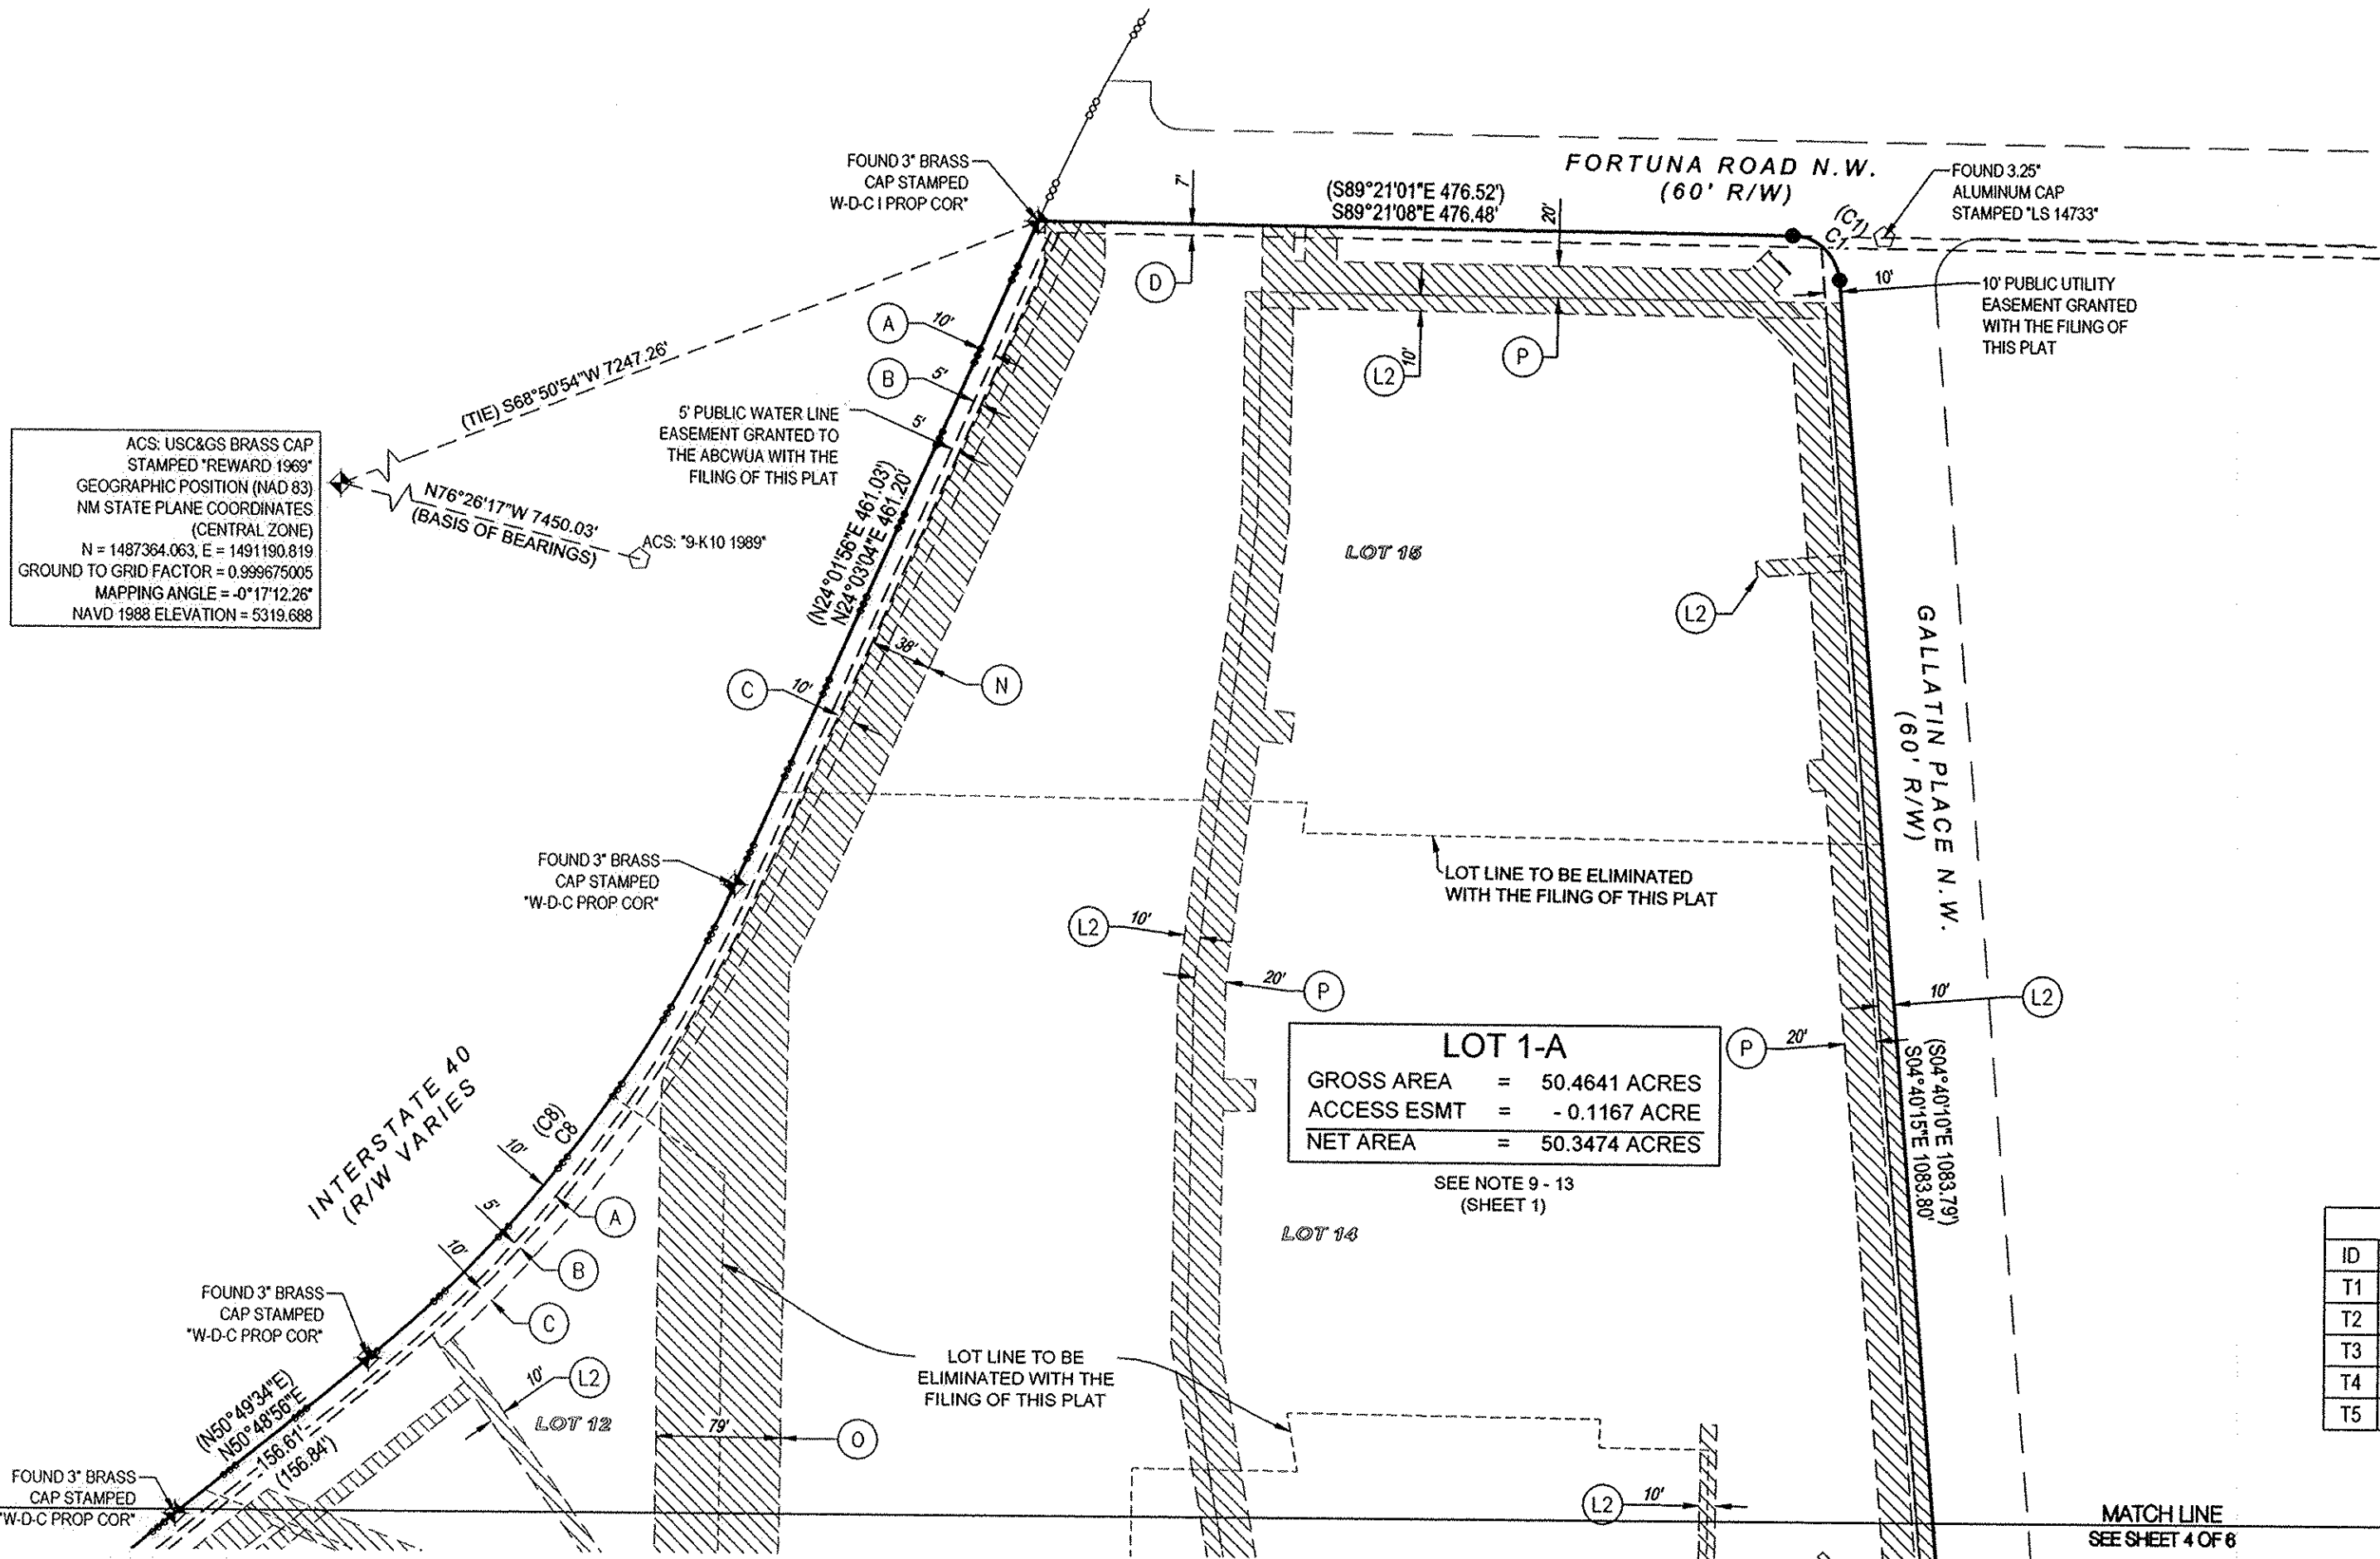 FOUND 3" BRASS
CAP STAMPED
W-D-C I PROP COR"
7'
(S89°21'01"E 476.52')
S89°21'08"E 476.48'
20'
FORTUNA ROAD N.W.
(60' R/W)
FOUND 3.25"
ALUMINUM CAP
STAMPED "LS 14733"
(C1)
C1
D
10'
10' PUBLIC UTILITY
EASEMENT GRANTED
WITH THE FILING OF
THIS PLAT
A
10'
B
5'
L2
10'
P
(TIE) S68°50'54"W 7247.26'
5' PUBLIC WATER LINE
EASEMENT GRANTED TO
THE ABCWUA WITH THE
FILING OF THIS PLAT
5'
ACS: USC&GS BRASS CAP
STAMPED "REWARD 1969"
GEOGRAPHIC POSITION (NAD 83)
NM STATE PLANE COORDINATES
(CENTRAL ZONE)
N = 1487364.063, E = 1491190.819
GROUND TO GRID FACTOR = 0.999675005
MAPPING ANGLE = -0°17'12.26"
NAVD 1988 ELEVATION = 5319.688
N76°26'17"W 7450.03'
(BASIS OF BEARINGS)
ACS: "9-K10 1989"
(N24°01'56"E 461.03')
N24°03'04"E 461.20'
LOT 15
L2
GALLATIN PLACE N.W.
(60' R/W)
38'
N
C
10'
FOUND 3" BRASS
CAP STAMPED
"W-D-C PROP COR"
LOT LINE TO BE ELIMINATED
WITH THE FILING OF THIS PLAT
L2
10'
20'
P
10'
L2
P
20'
LOT 1-A
GROSS AREA = 50.4641 ACRES
ACCESS ESMT = - 0.1167 ACRE
NET AREA = 50.3474 ACRES
SEE NOTE 9 - 13
(SHEET 1)
(S04°40'10"E 1083.79')
S04°40'15"E 1083.80'
INTERSTATE 40
(R/W VARIES
(C8)
C8
10'
5'
10'
A
B
C
LOT 14
ID
T1
T2
T3
T4
T5
FOUND 3" BRASS
CAP STAMPED
"W-D-C PROP COR"
10'
L2
LOT 12
LOT LINE TO BE
ELIMINATED WITH THE
FILING OF THIS PLAT
79'
O
(N50°49'34"E)
N50°48'56"E
156.61'
(156.84')
FOUND 3" BRASS
CAP STAMPED
"W-D-C PROP COR"
L2
10'
MATCH LINE
SEE SHEET 4 OF 6